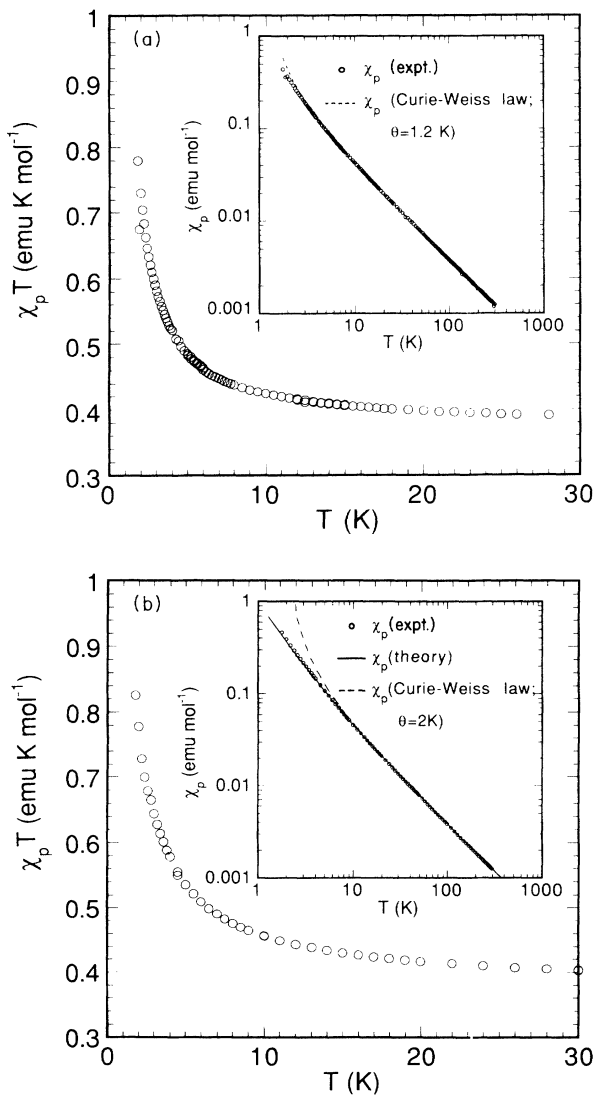 (a)
1
0.9
0.8
0.7
0.6
0.5
0.4
0.3
0 10 20 30
T (K)
χpT (emu K mol⁻¹)
1
0.1
0.01
0.001
1 10 100 1000
T (K)
χp (emu mol⁻¹)
χp (expt.)
χp (Curie-Weiss law;
θ=1.2 K)
(b)
1
0.9
0.8
0.7
0.6
0.5
0.4
0.3
0 10 20 30
T (K)
χpT (emu K mol⁻¹)
1
0.1
0.01
0.001
1 10 100 1000
T (K)
χp (emu mol⁻¹)
χp(expt.)
χp(theory)
χp(Curie-Weiss law;
θ=2K)